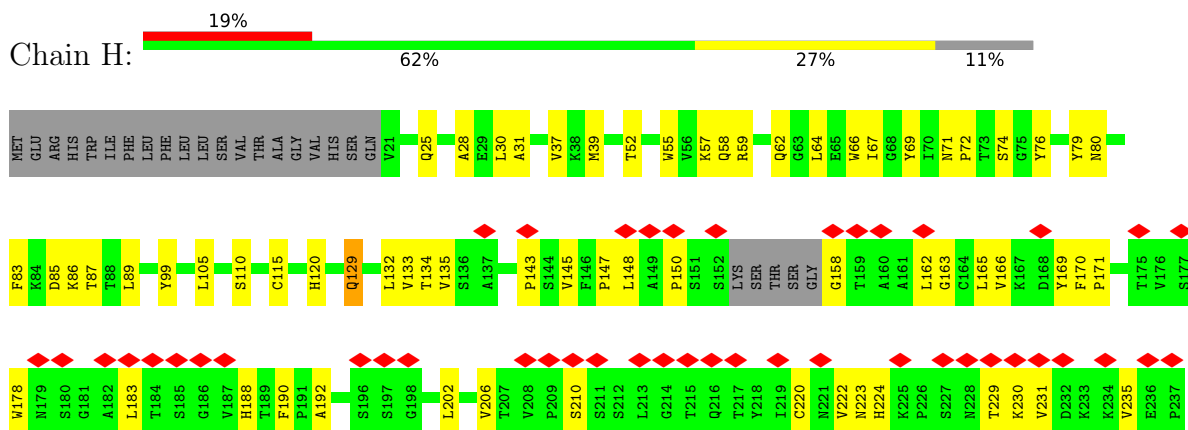 19%
Chain H:
62% 27% 11%
MET GLU ARG HIS TRP ILE PHE LEU PHE LEU LEU SER VAL THR ALA GLY VAL HIS SER GLN V21 Q25 A28 E29 L30 A31 V37 K38 M39 T52 W55 V56 K57 Q58 R59 Q62 G63 L64 E65 W66 I67 G68 Y69 I70 N71 P72 T73 S74 G75 Y76 Y79 N80
F83 K84 D85 K86 T87 T88 L89 Y99 L105 S110 C115 H120 Q129 L132 V133 T134 V135 S136 A137 P143 S144 V145 F146 P147 L148 A149 P150 S151 S152 LYS SER THR SER GLY G158 T159 A160 A161 L162 G163 C164 L165 V166 K167 D168 Y169 F170 P171 T175 V176 S177
W178 N179 S180 G181 A182 L183 T184 S185 G186 V187 H188 T189 F190 P191 A192 S196 S197 G198 L202 V206 T207 V208 P209 S210 S211 S212 L213 G214 T215 Q216 T217 Y218 I219 C220 N221 V222 N223 H224 K225 P226 S227 N228 T229 K230 V231 D232 K233 K234 V235 E236 P237